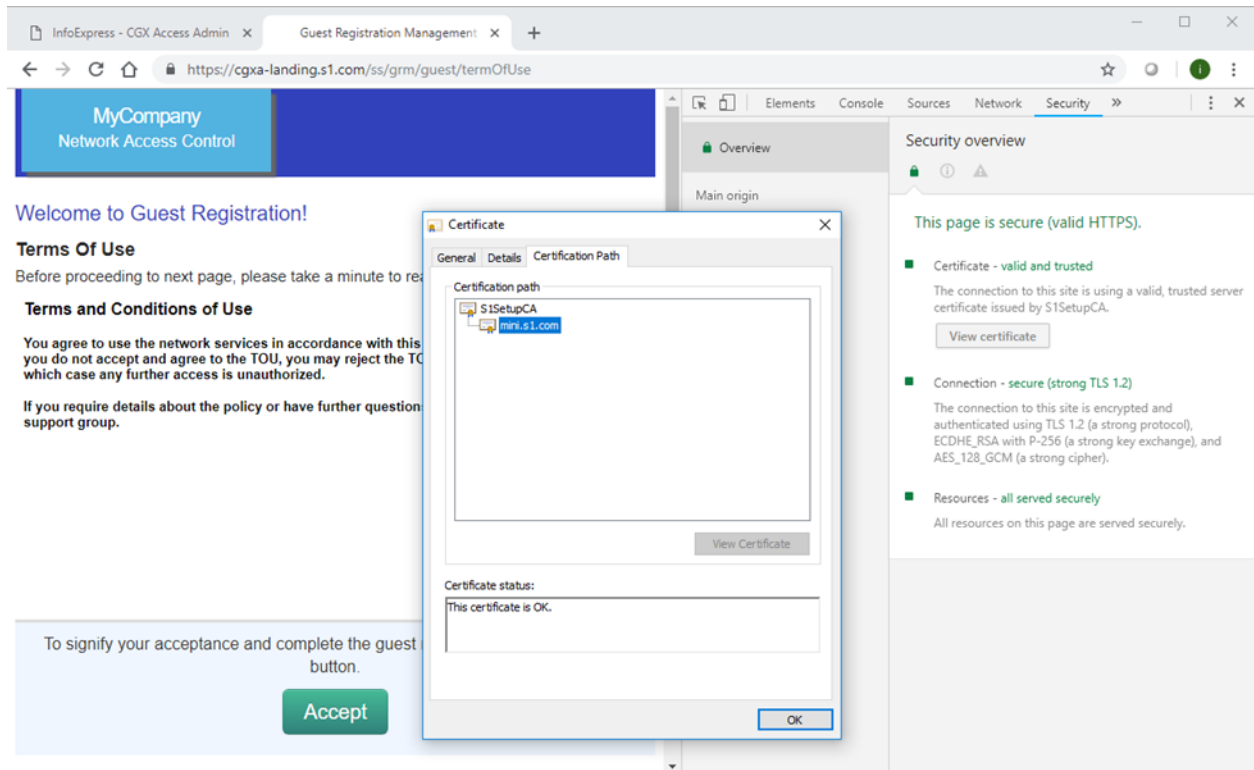 InfoExpress - CGX Access Admin
Guest Registration Management
https://cgxa-landing.s1.com/ss/grm/guest/termOfUse
i
MyCompany
Network Access Control
Welcome to Guest Registration!
Terms Of Use
Before proceeding to next page, please take a minute to
Terms and Conditions of Use
You agree to use the network services in accordance with this
you do not accept and agree to the TOU, you may reject the
which case any further access is unauthorized.
If you require details about the policy or have further question
support group.
To signify your acceptance and complete the guest
button.
Accept
Certificate
General Details Certification Path
Certification path
S1SetupCA
mini.s1.com
View Certificate
Certificate status:
This certificate is OK.
OK
Elements Console Sources Network Security »
Overview
Main origin
Security overview
This page is secure (valid HTTPS).
Certificate - valid and trusted
The connection to this site is using a valid, trusted server
certificate issued by S1SetupCA.
View certificate
Connection - secure (strong TLS 1.2)
The connection to this site is encrypted and
authenticated using TLS 1.2 (a strong protocol),
ECDHE_RSA with P-256 (a strong key exchange), and
AES_128_GCM (a strong cipher).
Resources - all served securely
All resources on this page are served securely.